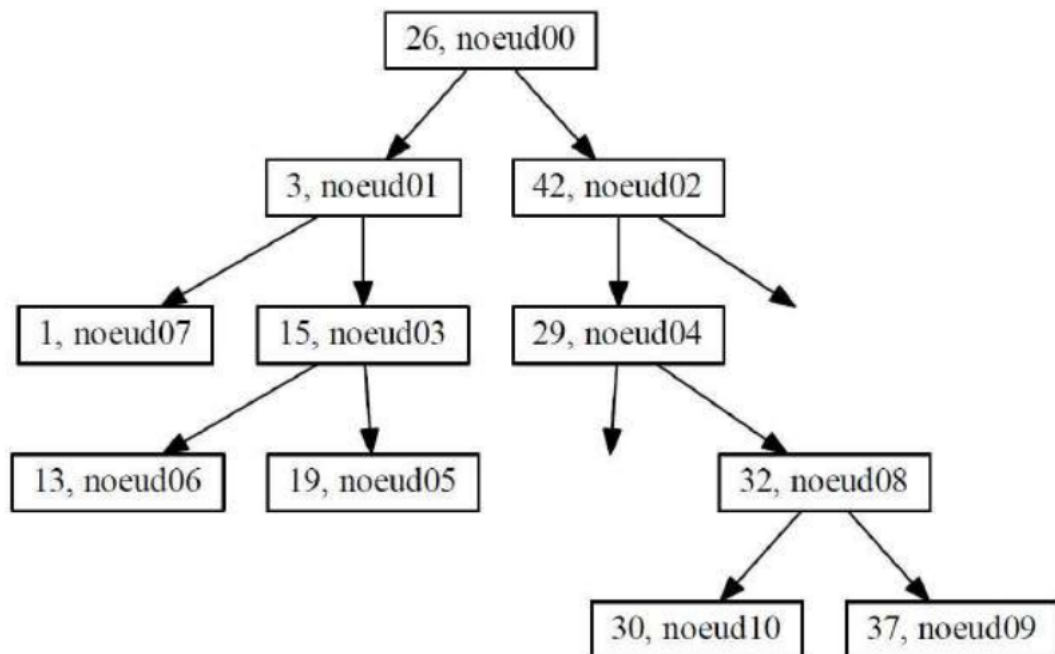 26, noeud00
3, noeud01
42, noeud02
1, noeud07
15, noeud03
29, noeud04
13, noeud06
19, noeud05
32, noeud08
30, noeud10
37, noeud09